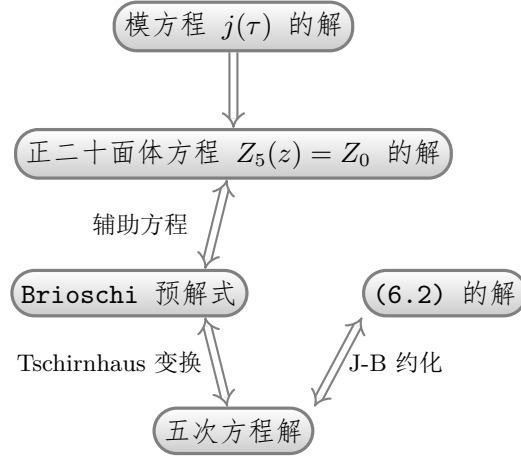 模方程 j(τ) 的解
正二十面体方程 Z₅(z) = Z₀ 的解
辅助方程
Brioschi 预解式
(6.2) 的解
Tschirnhaus 变换
J-B 约化
五次方程解